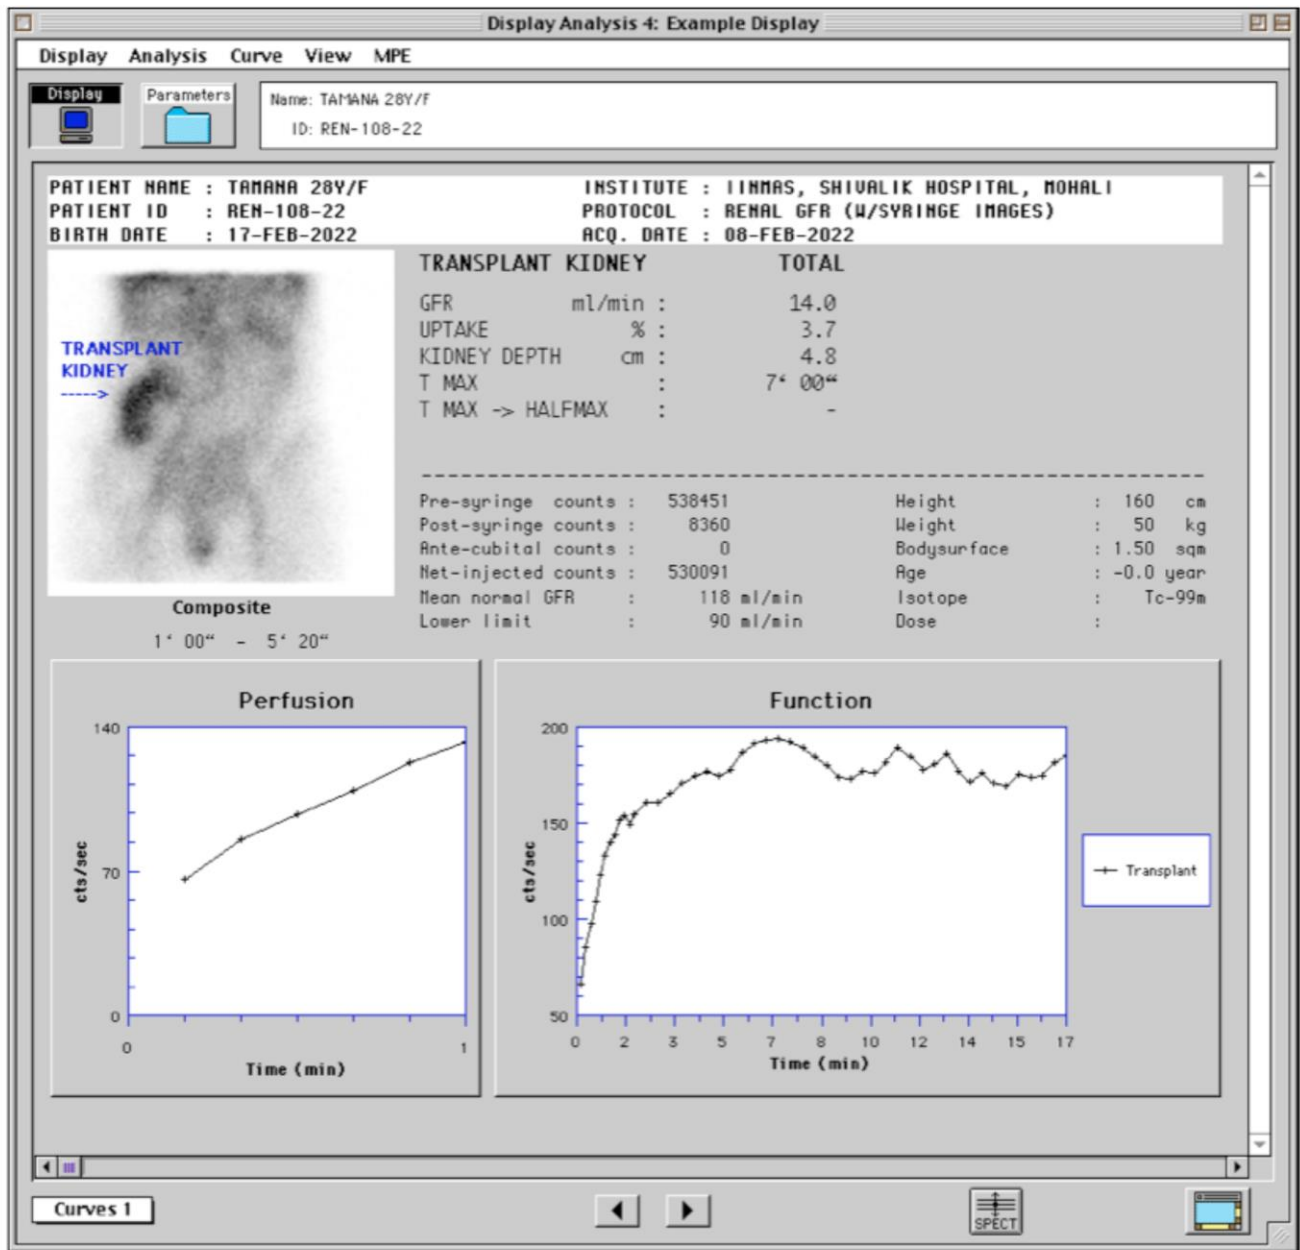 Display Analysis 4: Example Display
Display Analysis Curve View MPE
Display
Parameters
Name: TAMANA 28Y/F
ID: REN-108-22
PATIENT NAME : TAMANA 28Y/F INSTITUTE : IINMAS, SHIVALIK HOSPITAL, MOHALI
PATIENT ID : REN-108-22 PROTOCOL : RENAL GFR (W/SYRINGE IMAGES)
BIRTH DATE : 17-FEB-2022 ACQ. DATE : 08-FEB-2022
TRANSPLANT
KIDNEY
----->
Composite
1‘ 00“ - 5‘ 20“
TRANSPLANT KIDNEY TOTAL
GFR ml/min : 14.0
UPTAKE % : 3.7
KIDNEY DEPTH cm : 4.8
T MAX : 7‘ 00“
T MAX -> HALFMAX : -
Pre-syringe counts : 538451 Height : 160 cm
Post-syringe counts : 8360 Weight : 50 kg
Ante-cubital counts : 0 Bodysurface : 1.50 sqm
Net-injected counts : 530091 Age : -0.0 year
Mean normal GFR : 118 ml/min Isotope : Tc-99m
Lower limit : 90 ml/min Dose :
Perfusion
140
70
0
cts/sec
0 1
Time (min)
Function
200
150
100
50
cts/sec
0 2 3 5 7 8 10 12 14 15 17
Time (min)
Transplant
Curves 1
SPECT